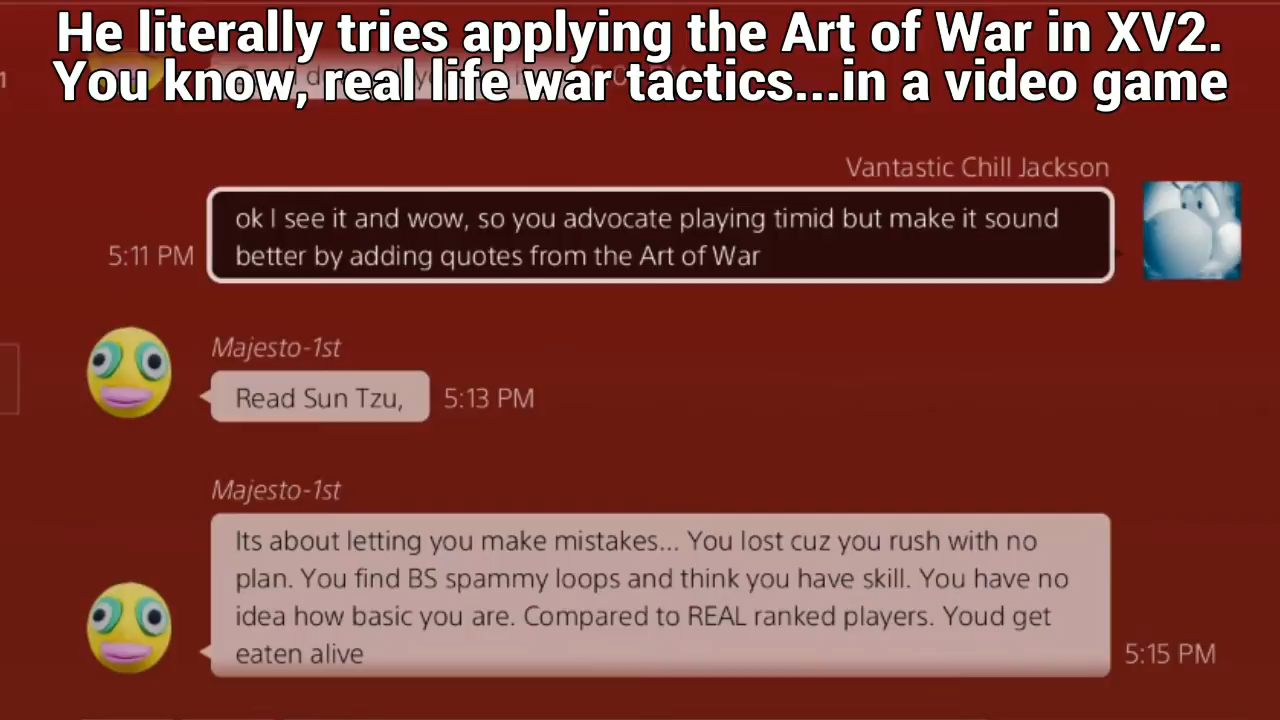 He literally tries applying the Art of War in XV2.
You know, real life war tactics...in a video game
Vantastic Chill Jackson
ok I see it and wow, so you advocate playing timid but make it sound
better by adding quotes from the Art of War
5:11 PM
Majesto-1st
Read Sun Tzu,
5:13 PM
Majesto-1st
Its about letting you make mistakes... You lost cuz you rush with no
plan. You find BS spammy loops and think you have skill. You have no
idea how basic you are. Compared to REAL ranked players. Youd get
eaten alive
5:15 PM